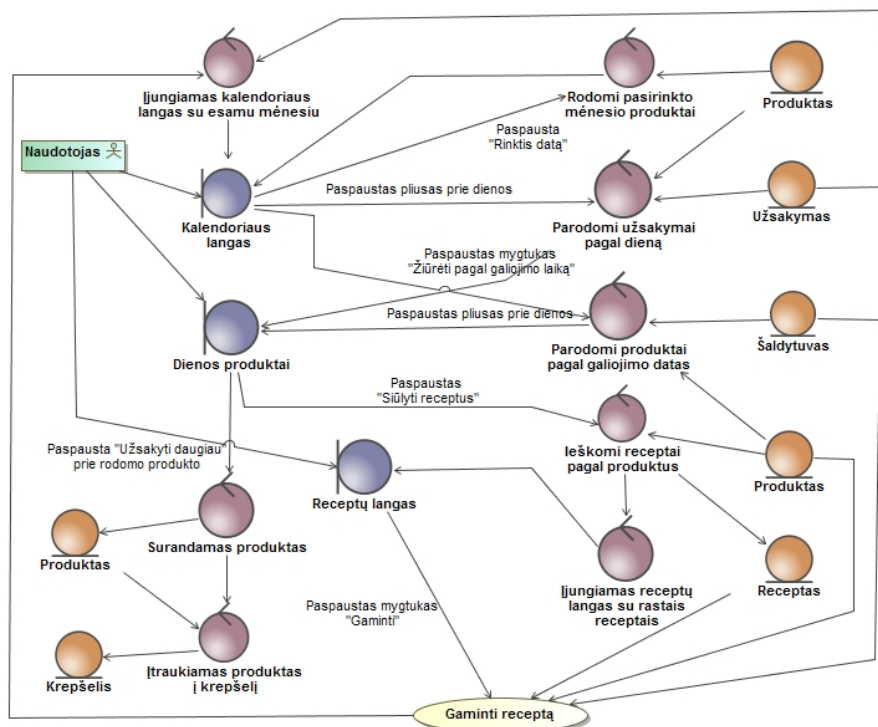 Įjungiamas kalendoriaus
langas su esamu mėnesiu
Rodomi pasirinkto
mėnesio produktai
Produktas
Paspausta
"Rinktis datą"
Naudotojas
Paspaustas pliusas prie dienos
Kalendoriaus
langas
Parodomi užsakymai
pagal dieną
Užsakymas
Paspaustas mygtukas
"Žiūrėti pagal galiojimo laiką"
Paspaustas pliusas prie dienos
Dienos produktai
Parodomi produktai
pagal galiojimo datas
Šaldytuvas
Paspaustas
"Siūlyti receptus"
Paspausta "Užsakyti daugiau"
prie rodomo produkto
Ieškomi receptai
pagal produktus
Produktas
Receptų langas
Surandamas produktas
Produktas
Įjungiamas receptų
langas su rastais
receptais
Receptas
Paspaustas mygtukas
"Gaminti"
Įtraukiamas produktas
į krepšelį
Krepšelis
Gaminti receptą